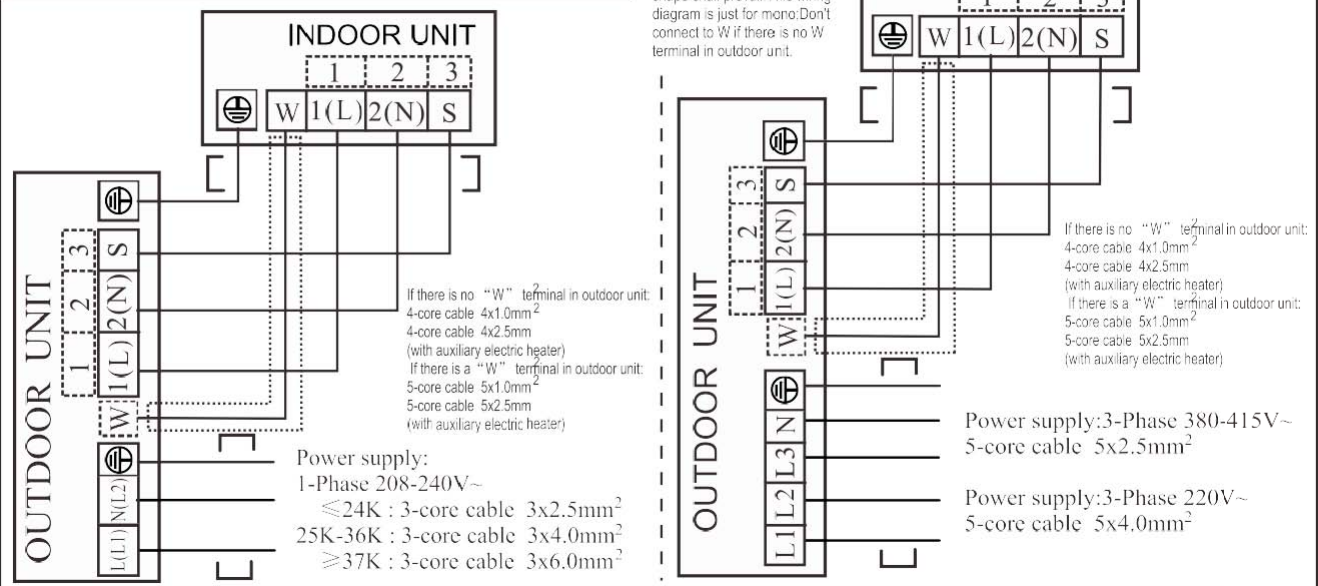 INDOOR UNIT
1 2 3
W 1(L) 2(N) S
OUTDOOR UNIT
3 2 1
S 2(N) 1(L) W
N(L2) L(L1)
If there is no “W” terminal in outdoor unit:
4-core cable 4x1.0mm²
4-core cable 4x2.5mm²
(with auxiliary electric heater)
If there is a “W” terminal in outdoor unit:
5-core cable 5x1.0mm²
5-core cable 5x2.5mm²
(with auxiliary electric heater)
Power supply:
1-Phase 208-240V~
≤24K : 3-core cable 3x2.5mm²
25K-36K : 3-core cable 3x4.0mm²
≥37K : 3-core cable 3x6.0mm²
diagram is just for mono:Don't
connect to W if there is no W
terminal in outdoor unit.
1 2 3
W 1(L) 2(N) S
OUTDOOR UNIT
3 2 1
S 2(N) 1(L) W
N L3 L2 L1
If there is no “W” terminal in outdoor unit:
4-core cable 4x1.0mm²
4-core cable 4x2.5mm²
(with auxiliary electric heater)
If there is a “W” terminal in outdoor unit:
5-core cable 5x1.0mm²
5-core cable 5x2.5mm²
(with auxiliary electric heater)
Power supply:3-Phase 380-415V~
5-core cable 5x2.5mm²
Power supply:3-Phase 220V~
5-core cable 5x4.0mm²